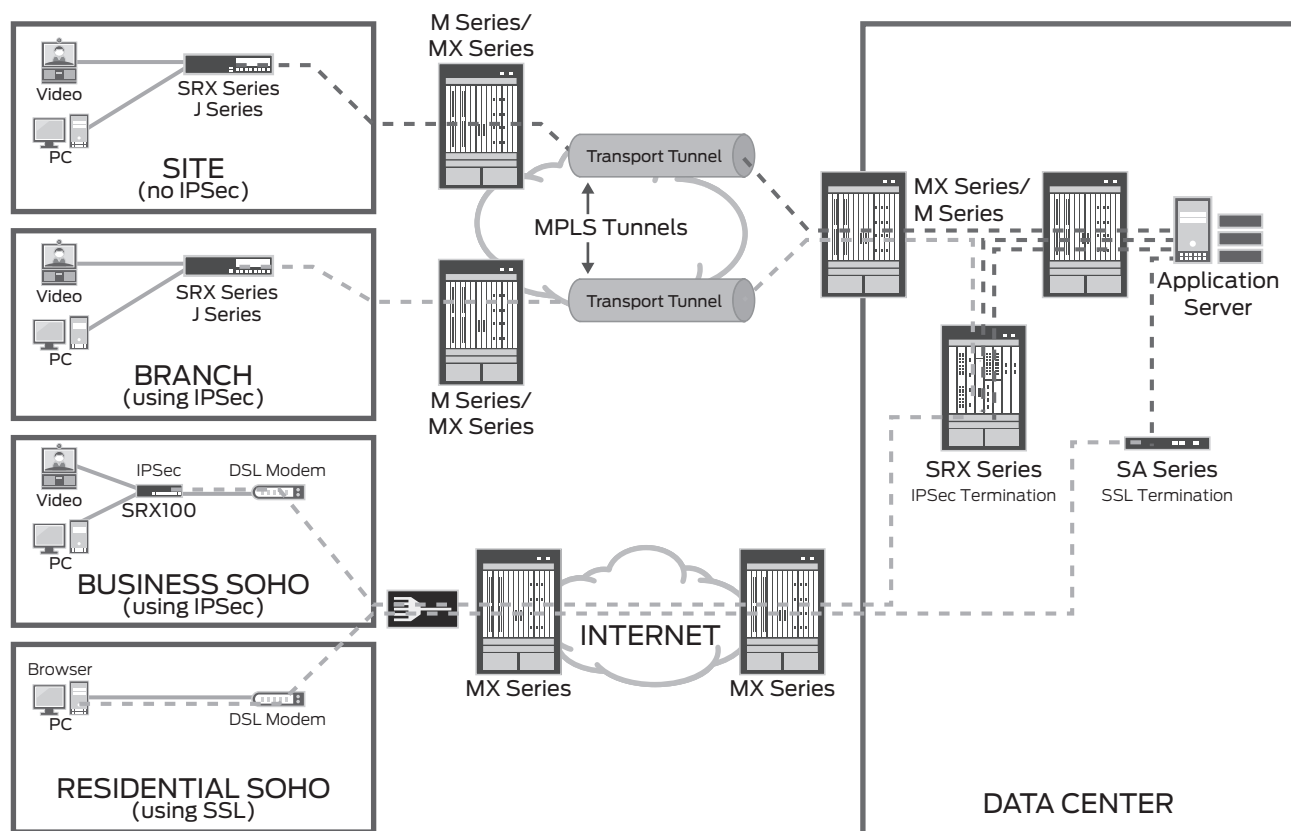 Video
PC
SRX Series
J Series
SITE
(no IPSec)
M Series/
MX Series
Transport Tunnel
MPLS Tunnels
Transport Tunnel
M Series/
MX Series
Video
PC
SRX Series
J Series
BRANCH
(using IPSec)
Video
PC
IPSec
SRX100
DSL Modem
BUSINESS SOHO
(using IPSec)
Browser
PC
DSL Modem
RESIDENTIAL SOHO
(using SSL)
MX Series
INTERNET
MX Series
MX Series/
M Series
Application
Server
SRX Series
IPSec Termination
SA Series
SSL Termination
DATA CENTER